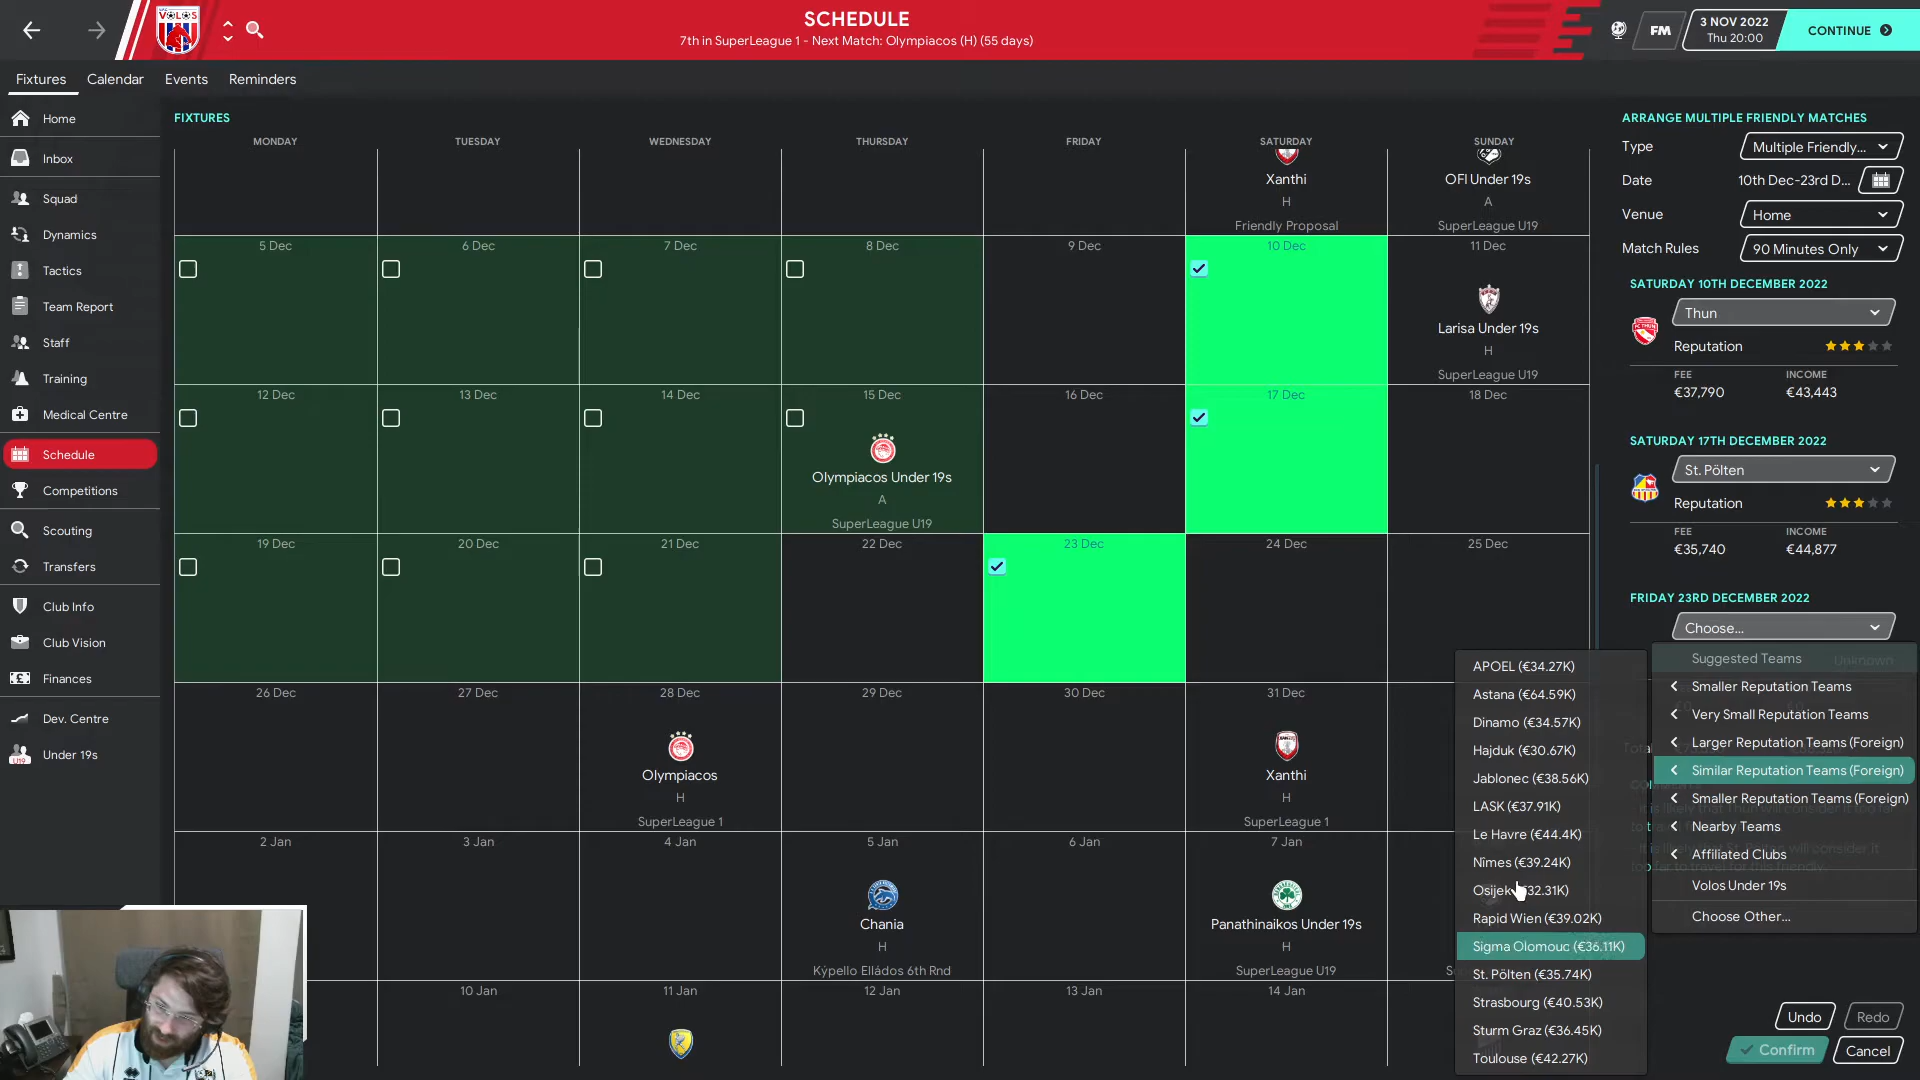 SCHEDULE
7th in SuperLeague 1 - Next Match: Olympiacos (H) (55 days)
FM
3 NOV 2022
Thu 20:00
CONTINUE
VOLOS
Fixtures
Calendar
Events
Reminders
Home
Inbox
Squad
Dynamics
Tactics
Team Report
Staff
Training
Medical Centre
Schedule
Competitions
Scouting
Transfers
Club Info
Club Vision
Finances
Dev. Centre
Under 19s
FIXTURES
MONDAY
TUESDAY
WEDNESDAY
THURSDAY
FRIDAY
SATURDAY
SUNDAY
Xanthi
H
Friendly Proposal
OFI Under 19s
A
SuperLeague U19
5 Dec
6 Dec
7 Dec
8 Dec
9 Dec
10 Dec
11 Dec
Larisa Under 19s
H
SuperLeague U19
12 Dec
13 Dec
14 Dec
15 Dec
Olympiacos Under 19s
A
SuperLeague U19
16 Dec
17 Dec
18 Dec
19 Dec
20 Dec
21 Dec
22 Dec
23 Dec
24 Dec
25 Dec
26 Dec
27 Dec
28 Dec
Olympiacos
H
SuperLeague 1
29 Dec
30 Dec
31 Dec
Xanthi
H
SuperLeague 1
2 Jan
3 Jan
4 Jan
5 Jan
Chania
H
Kýpello Elládos 6th Rnd
6 Jan
7 Jan
Panathinaikos Under 19s
H
SuperLeague U19
10 Jan
11 Jan
12 Jan
13 Jan
14 Jan
ARRANGE MULTIPLE FRIENDLY MATCHES
Type
Multiple Friendly...
Date
10th Dec-23rd D...
Venue
Home
Match Rules
90 Minutes Only
SATURDAY 10TH DECEMBER 2022
Thun
Reputation
FEE
INCOME
€37,790
€43,443
SATURDAY 17TH DECEMBER 2022
St. Pölten
Reputation
FEE
INCOME
€35,740
€44,877
FRIDAY 23RD DECEMBER 2022
Choose...
Suggested Teams
Unknown
Smaller Reputation Teams
Very Small Reputation Teams
Larger Reputation Teams (Foreign)
Similar Reputation Teams (Foreign)
Smaller Reputation Teams (Foreign)
Nearby Teams
Affiliated Clubs
Volos Under 19s
Choose Other...
APOEL (€34.27K)
Astana (€64.59K)
Dinamo (€34.57K)
Hajduk (€30.67K)
Jablonec (€38.56K)
LASK (€37.91K)
Le Havre (€44.4K)
Nîmes (€39.24K)
Osijek (€32.31K)
Rapid Wien (€39.02K)
Sigma Olomouc (€36.11K)
St. Pölten (€35.74K)
Strasbourg (€40.53K)
Sturm Graz (€36.45K)
Toulouse (€42.27K)
Undo
Redo
Confirm
Cancel